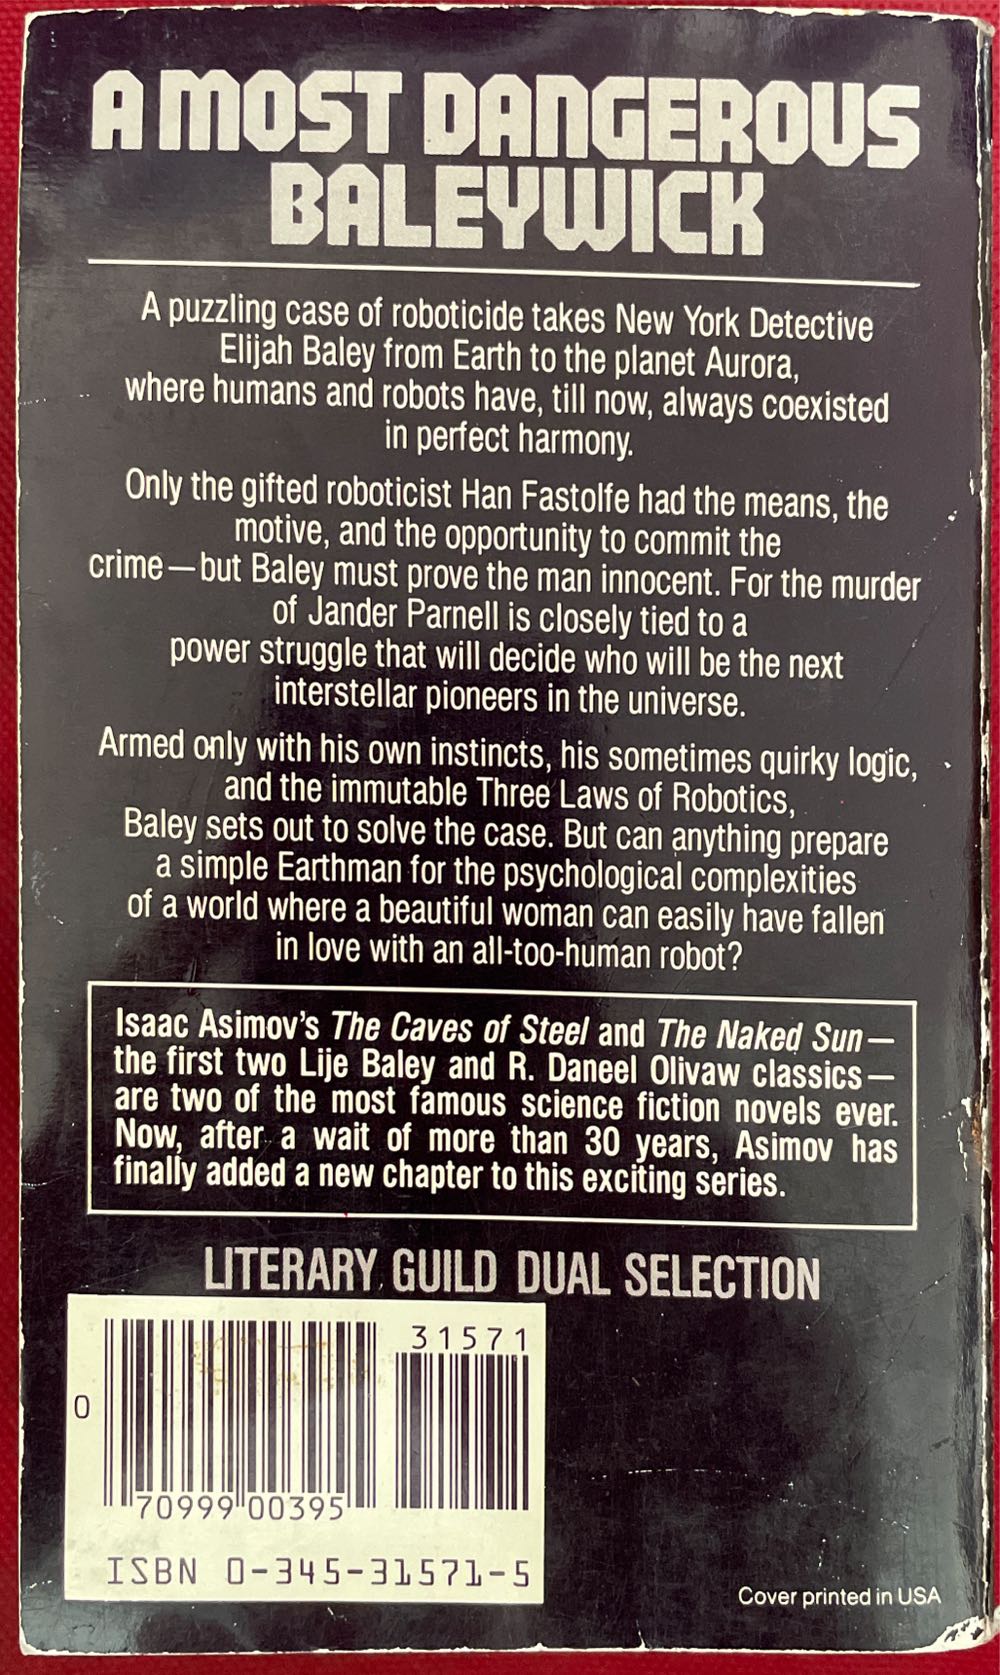 A MOST DANGEROUS
BALEYWICK
A puzzling case of roboticide takes New York Detective
Elijah Baley from Earth to the planet Aurora,
where humans and robots have, till now, always coexisted
in perfect harmony.
Only the gifted roboticist Han Fastolfe had the means, the
motive, and the opportunity to commit the
crime—but Baley must prove the man innocent. For the murder
of Jander Parnell is closely tied to a
power struggle that will decide who will be the next
interstellar pioneers in the universe.
Armed only with his own instincts, his sometimes quirky logic,
and the immutable Three Laws of Robotics,
Baley sets out to solve the case. But can anything prepare
a simple Earthman for the psychological complexities
of a world where a beautiful woman can easily have fallen
in love with an all-too-human robot?
Isaac Asimov's The Caves of Steel and The Naked Sun—
the first two Lije Baley and R. Daneel Olivaw classics—
are two of the most famous science fiction novels ever.
Now, after a wait of more than 30 years, Asimov has
finally added a new chapter to this exciting series.
LITERARY GUILD DUAL SELECTION
31571
0
70999 00395
ISBN 0-345-31571-5
Cover printed in USA